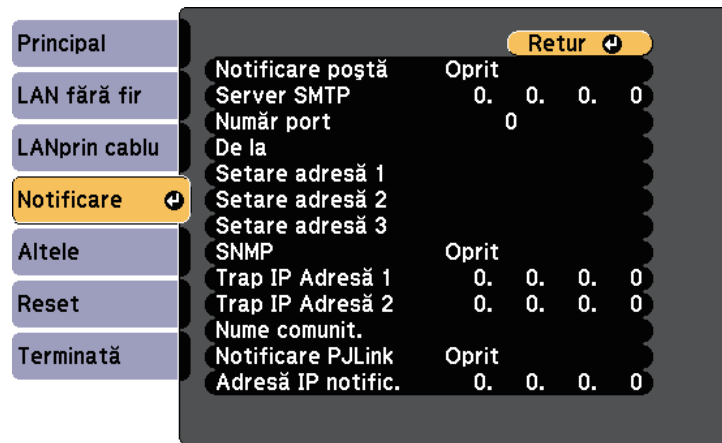 Principal
LAN fără fir
LANprin cablu
Notificare
Altele
Reset
Terminată
Retur
Notificare poştă Oprit
Server SMTP 0. 0. 0. 0
Număr port 0
De la
Setare adresă 1
Setare adresă 2
Setare adresă 3
SNMP Oprit
Trap IP Adresă 1 0. 0. 0. 0
Trap IP Adresă 2 0. 0. 0. 0
Nume comunit.
Notificare PJLink Oprit
Adresă IP notific. 0. 0. 0. 0